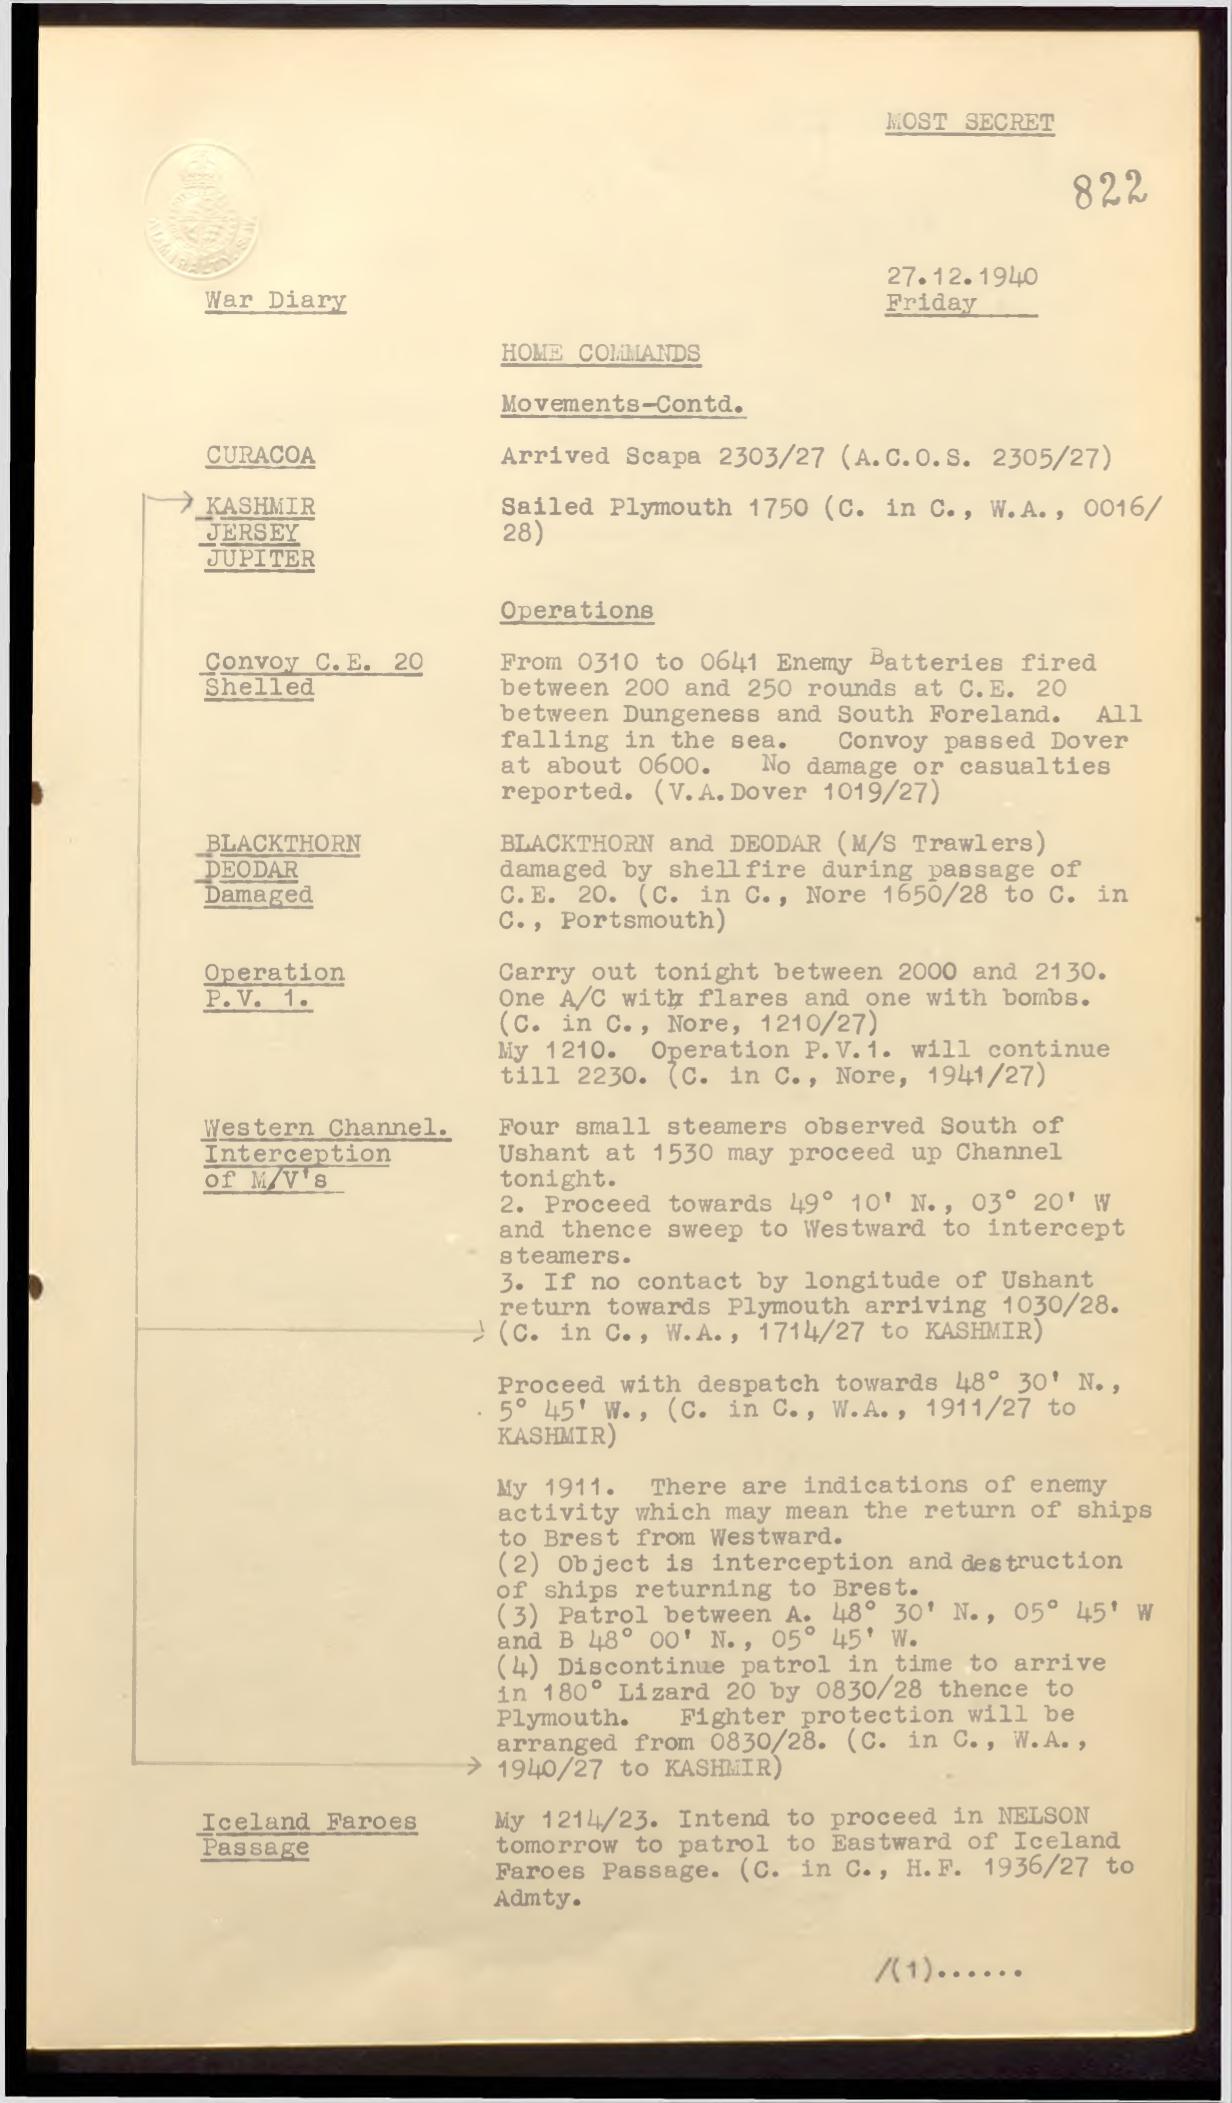 MOST SECRET
822
27.12.1940
War Diary
Friday
HOME COMMANDS
Movements-Contd.
CURACOA
Arrived Scapa 2303/27 (A.C.O.S. 2305/27)
KASHMIR
JERSEY
JUPITER
Sailed Plymouth 1750 (C. in C., W.A., 0016/
28)
Operations
Convoy C.E. 20
Shelled
From 0310 to 0641 Enemy Batteries fired
between 200 and 250 rounds at C.E. 20
between Dungeness and South Foreland. All
falling in the sea. Convoy passed Dover
at about 0600. No damage or casualties
reported. (V.A.Dover 1019/27)
BLACKTHORN
DEODAR
Damaged
BLACKTHORN and DEODAR (M/S Trawlers)
damaged by shellfire during passage of
C.E. 20. (C. in C., Nore 1650/28 to C. in
C., Portsmouth)
Operation
P.V. 1.
Carry out tonight between 2000 and 2130.
One A/C with flares and one with bombs.
(C. in C., Nore, 1210/27)
My 1210. Operation P.V.1. will continue
till 2230. (C. in C., Nore, 1941/27)
Western Channel.
Interception
of M/V's
Four small steamers observed South of
Ushant at 1530 may proceed up Channel
tonight.
2. Proceed towards 49° 10' N., 03° 20' W
and thence sweep to Westward to intercept
steamers.
3. If no contact by longitude of Ushant
return towards Plymouth arriving 1030/28.
(C. in C., W.A., 1714/27 to KASHMIR)
Proceed with despatch towards 48° 30' N.,
5° 45' W., (C. in C., W.A., 1911/27 to
KASHMIR)
My 1911. There are indications of enemy
activity which may mean the return of ships
to Brest from Westward.
(2) Object is interception and destruction
of ships returning to Brest.
(3) Patrol between A. 48° 30' N., 05° 45' W
and B 48° 00' N., 05° 45' W.
(4) Discontinue patrol in time to arrive
in 180° Lizard 20 by 0830/28 thence to
Plymouth. Fighter protection will be
arranged from 0830/28. (C. in C., W.A.,
1940/27 to KASHMIR)
Iceland Faroes
Passage
My 1214/23. Intend to proceed in NELSON
tomorrow to patrol to Eastward of Iceland
Faroes Passage. (C. in C., H.F. 1936/27 to
Admty.
/(1)......